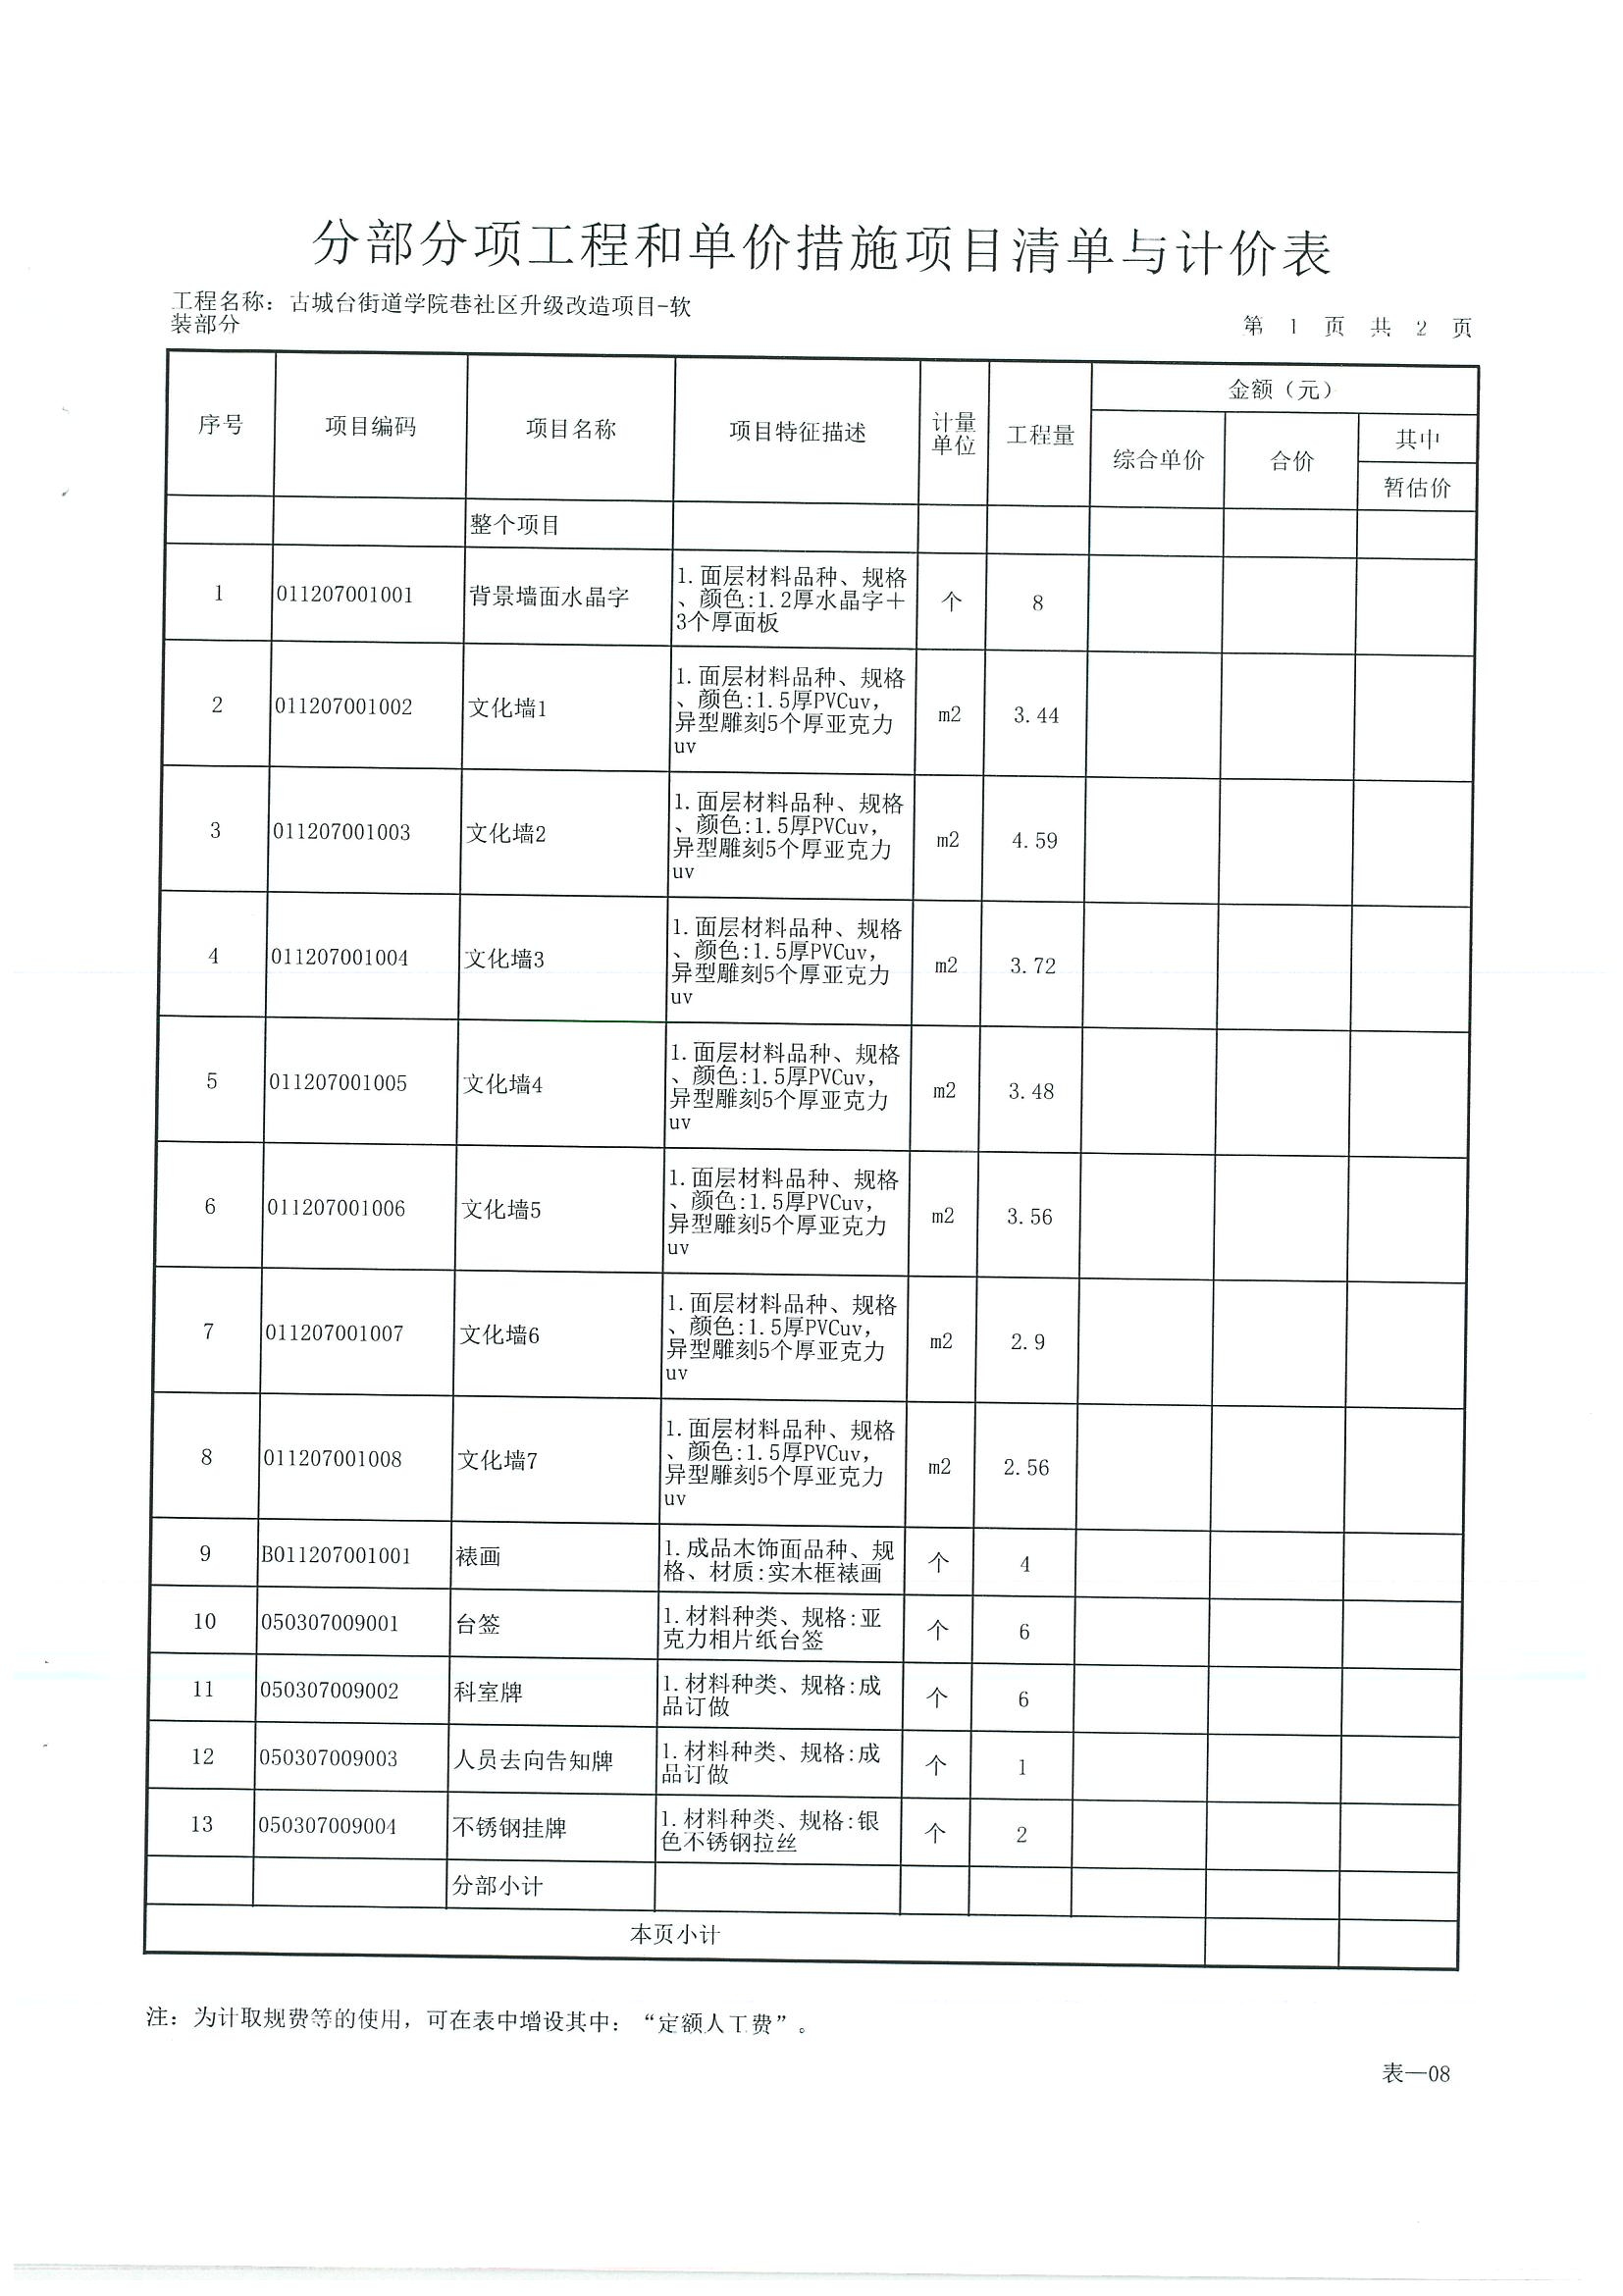 分部分项工程和单价措施项目清单与计价表
工程名称：古城台街道学院巷社区升级改造项目-软
装部分
第 1 页 共 2 页
序号 项目编码 项目名称 项目特征描述 计量 工程量 金额（元）
单位 综合单价 合价 其中
暂估价
整个项目
1 011207001001 背景墙面水晶字 1.面层材料品种、规格 个 8
、颜色:1.2厚水晶字＋
3个厚面板
2 011207001002 文化墙1 1.面层材料品种、规格 m2 3.44
、颜色:1.5厚PVCuv，
异型雕刻5个厚亚克力
uv
3 011207001003 文化墙2 1.面层材料品种、规格 m2 4.59
、颜色:1.5厚PVCuv，
异型雕刻5个厚亚克力
uv
4 011207001004 文化墙3 1.面层材料品种、规格 m2 3.72
、颜色:1.5厚PVCuv，
异型雕刻5个厚亚克力
uv
5 011207001005 文化墙4 1.面层材料品种、规格 m2 3.48
、颜色:1.5厚PVCuv，
异型雕刻5个厚亚克力
uv
6 011207001006 文化墙5 1.面层材料品种、规格 m2 3.56
、颜色:1.5厚PVCuv，
异型雕刻5个厚亚克力
uv
7 011207001007 文化墙6 1.面层材料品种、规格 m2 2.9
、颜色:1.5厚PVCuv，
异型雕刻5个厚亚克力
uv
8 011207001008 文化墙7 1.面层材料品种、规格 m2 2.56
、颜色:1.5厚PVCuv，
异型雕刻5个厚亚克力
uv
9 B011207001001 裱画 1.成品木饰面品种、规 个 4
格、材质:实木框裱画
10 050307009001 台签 1.材料种类、规格:亚 个 6
克力相片纸台签
11 050307009002 科室牌 1.材料种类、规格:成 个 6
品订做
12 050307009003 人员去向告知牌 1.材料种类、规格:成 个 1
品订做
13 050307009004 不锈钢挂牌 1.材料种类、规格:银 个 2
色不锈钢拉丝
分部小计
本页小计
注：为计取规费等的使用，可在表中增设其中：“定额人工费”。
表—08